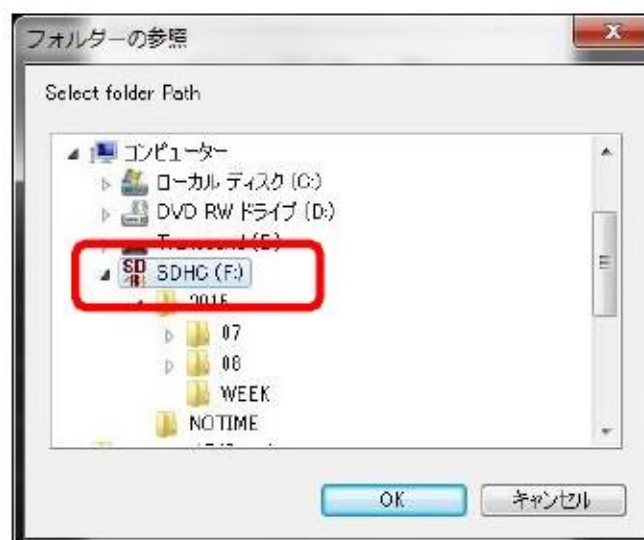 フォルダーの参照
Select folder Path
コンピューター
ローカル ディスク (C:)
DVD RW ドライブ (D:)
SDHC (F:)
07
08
WEEK
NOTIME
OK
キャンセル